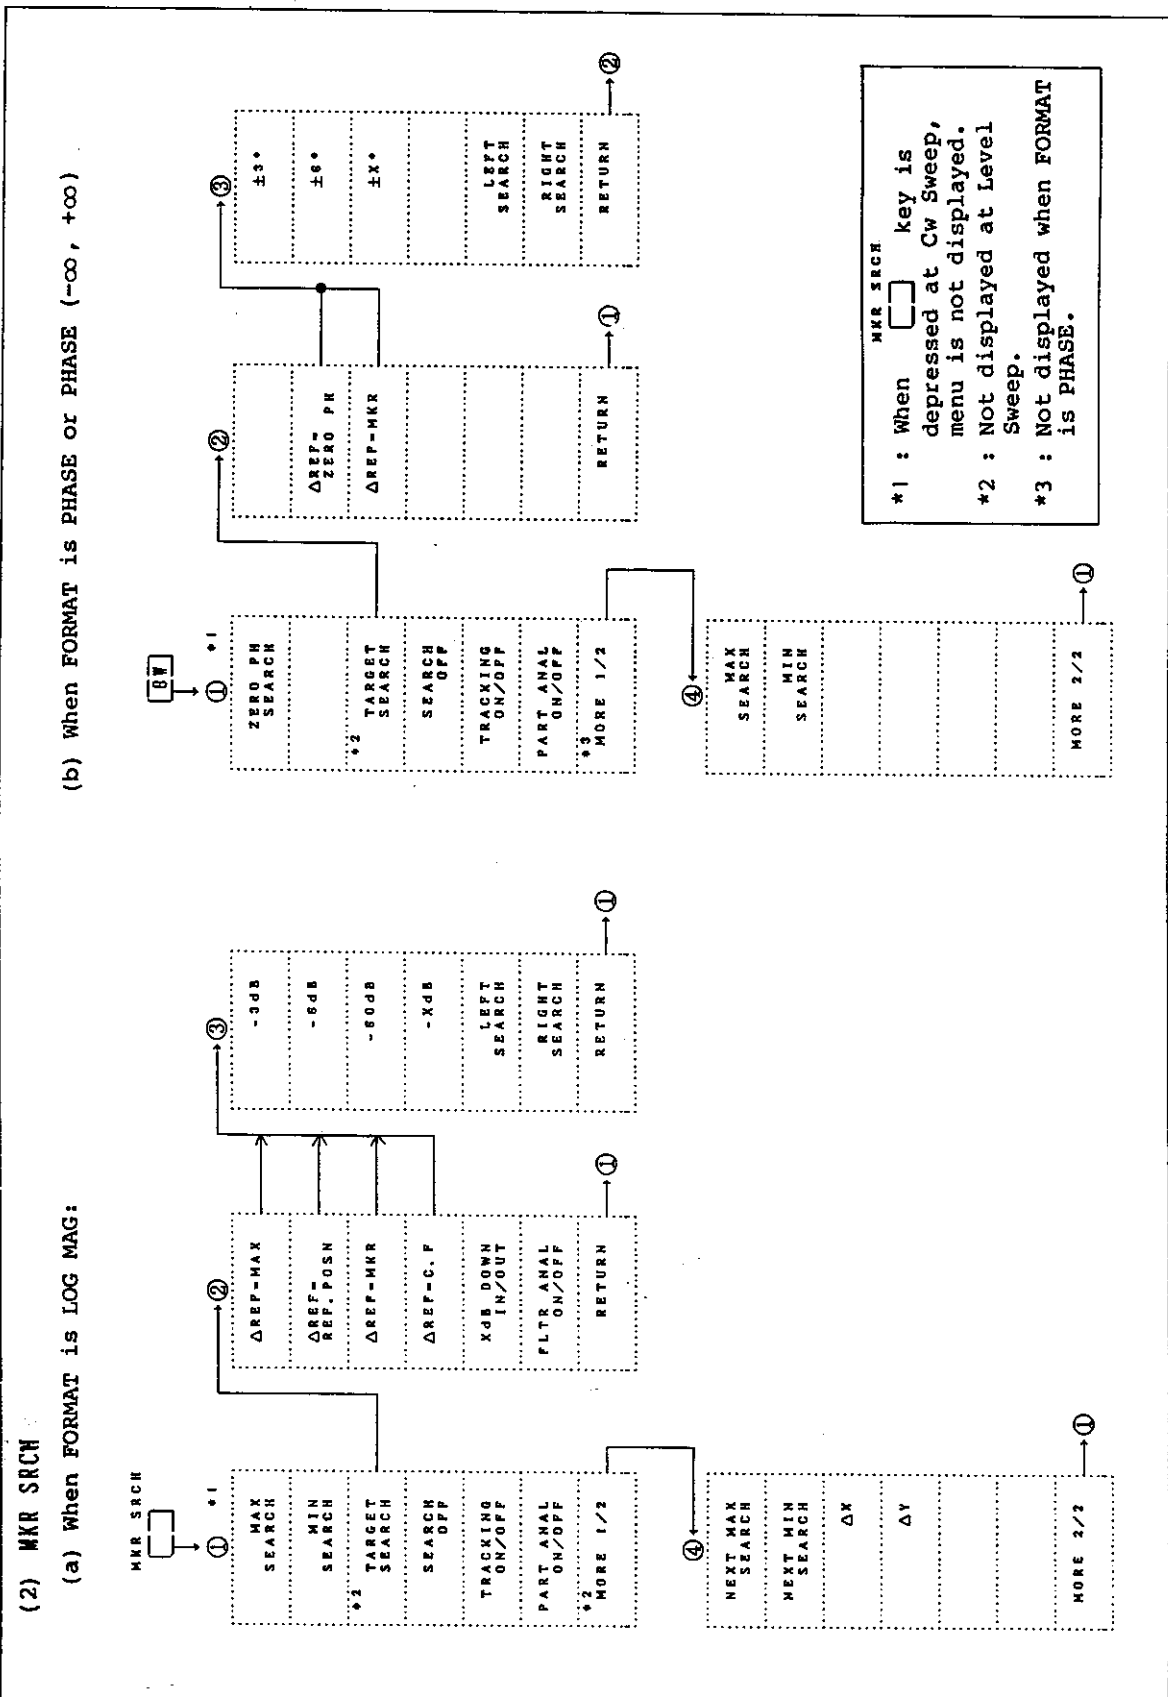 (2) MKR SRCH
(a) When FORMAT is LOG MAG:
MKR SRCH
① *1
MAX
SEARCH
MIN
SEARCH
*2
TARGET
SEARCH
SEARCH
OFF
TRACKING
ON/OFF
PART ANAL
ON/OFF
*2
MORE 1/2
②
ΔREF=MAX
ΔREF=
REF.POSN
ΔREF=MKR
ΔREF=C.F
XdB DOWN
IN/OUT
FLTR ANAL
ON/OFF
RETURN
①
③
-3dB
-6dB
-60dB
-XdB
LEFT
SEARCH
RIGHT
SEARCH
RETURN
①
④
NEXT MAX
SEARCH
NEXT MIN
SEARCH
ΔX
ΔY
MORE 2/2
①
(b) When FORMAT is PHASE or PHASE (-∞, +∞)
BW
① *1
ZERO PH
SEARCH
*2
TARGET
SEARCH
SEARCH
OFF
TRACKING
ON/OFF
PART ANAL
ON/OFF
*3
MORE 1/2
②
ΔREF=
ZERO PH
ΔREF=MKR
RETURN
①
③
±3°
±6°
±X°
LEFT
SEARCH
RIGHT
SEARCH
RETURN
②
④
MAX
SEARCH
MIN
SEARCH
MORE 2/2
①
MKR SRCH
*1 : When key is
depressed at Cw Sweep,
menu is not displayed.
*2 : Not displayed at Level
Sweep.
*3 : Not displayed when FORMAT
is PHASE.